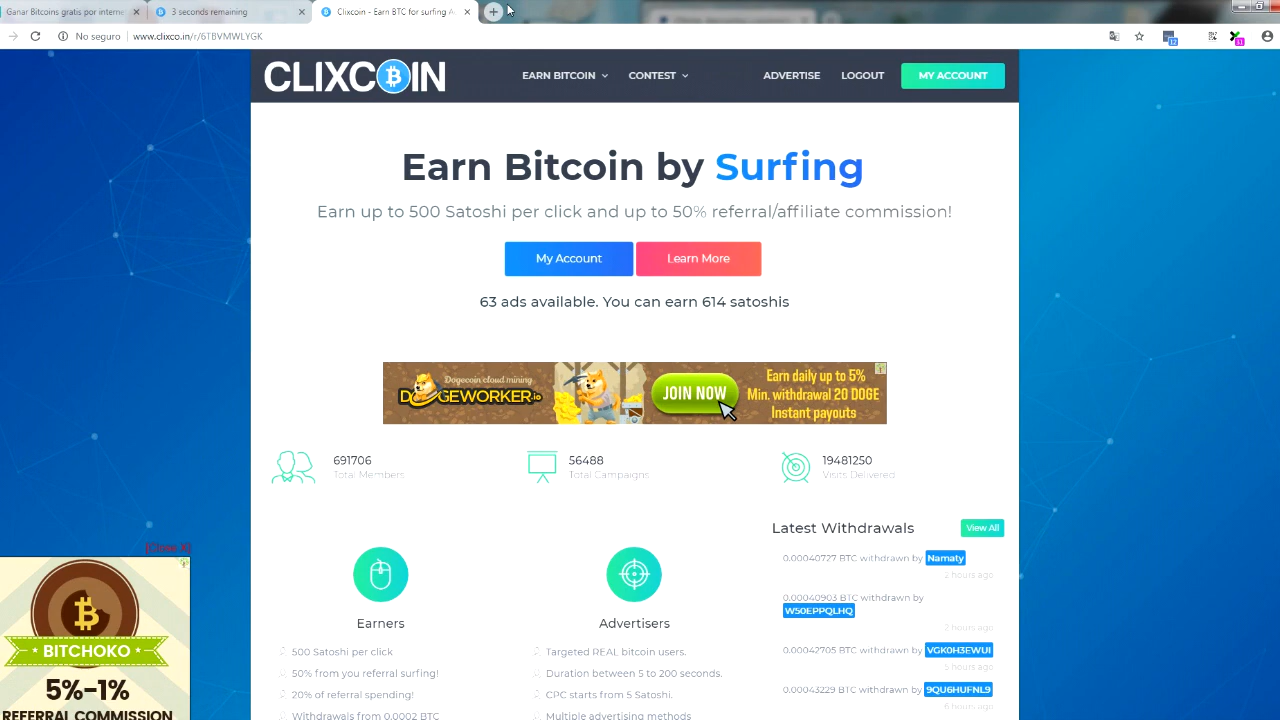 Ganar Bitcoins gratis por interne
3 seconds remaining
Clixcoin - Earn BTC for surfing A
No seguro
www.clixco.in/r/6TBVMWLYGK
12
11
CLIXCOIN
EARN BITCOIN
CONTEST
ADVERTISE
LOGOUT
MY ACCOUNT
Earn Bitcoin by Surfing
Earn up to 500 Satoshi per click and up to 50% referral/affiliate commission!
My Account
Learn More
63 ads available. You can earn 614 satoshis
Dogecoin cloud mining
DOGEWORKER.io
JOIN NOW
Earn daily up to 5%
Min. withdrawal 20 DOGE
Instant payouts
691706
Total Members
56488
Total Campaigns
19481250
Visits Delivered
Earners
500 Satoshi per click
50% from you referral surfing!
20% of referral spending!
Withdrawals from 0.0002 BTC
Advertisers
Targeted REAL bitcoin users.
Duration between 5 to 200 seconds.
CPC starts from 5 Satoshi.
Multiple advertising methods
Latest Withdrawals
View All
0.00040727 BTC withdrawn by Namaty
2 hours ago
0.00040903 BTC withdrawn by
W50EPPQLHQ
2 hours ago
0.00042705 BTC withdrawn by VGK0H3EWUI
5 hours ago
0.00043229 BTC withdrawn by 9QU6HUFNL9
6 hours ago
[Close X]
BITCHOKO
5%-1%
REFERRAL COMMISSION